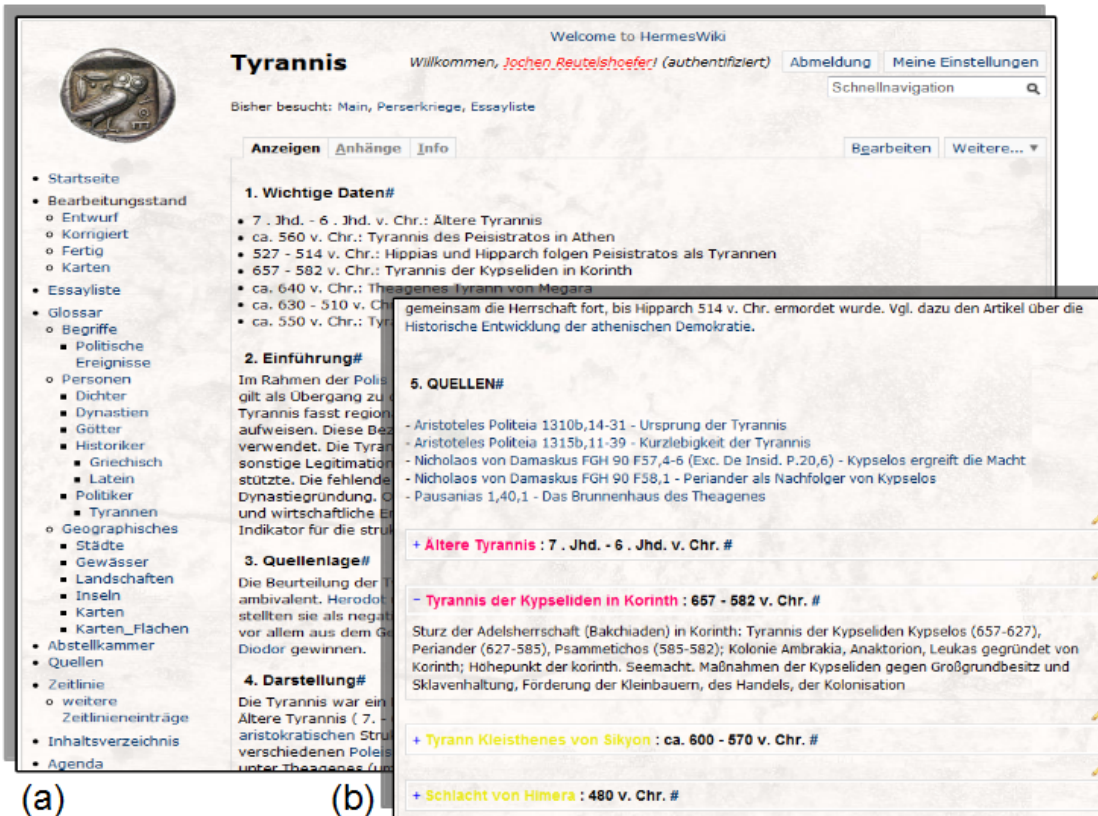 Welcome to HermesWiki
Tyrannis
Willkommen, Jochen Reutelshoefer! (authentifiziert)
Abmeldung
Meine Einstellungen
Schnellnavigation
Bisher besucht: Main, Perserkriege, Essayliste
Anzeigen
Anhänge
Info
Bearbeiten
Weitere...
• Startseite
• Bearbeitungsstand
o Entwurf
o Korrigiert
o Fertig
o Karten
• Essayliste
• Glossar
o Begriffe
▪ Politische
Ereignisse
o Personen
▪ Dichter
▪ Dynastien
▪ Götter
▪ Historiker
▪ Griechisch
▪ Latein
▪ Politiker
▪ Tyrannen
o Geographisches
▪ Städte
▪ Gewässer
▪ Landschaften
▪ Inseln
▪ Karten
▪ Karten_Flächen
• Abstellkammer
• Quellen
• Zeitlinie
o weitere
Zeitlinieneinträge
• Inhaltsverzeichnis
• Agenda
1. Wichtige Daten#
• 7 . Jhd. - 6 . Jhd. v. Chr.: Ältere Tyrannis
• ca. 560 v. Chr.: Tyrannis des Peisistratos in Athen
• 527 - 514 v. Chr.: Hippias und Hipparch folgen Peisistratos als Tyrannen
• 657 - 582 v. Chr.: Tyrannis der Kypseliden in Korinth
• ca. 640 v. Chr.: Theagenes Tyrann von Megara
• ca. 630 - 510 v. Ch
• ca. 550 v. Chr.: Tyr
2. Einführung#
Im Rahmen der Polis
gilt als Übergang zu
Tyrannis fasst region
aufweisen. Diese Bez
verwendet. Die Tyran
sonstige Legitimation
stützte. Die fehlende
Dynastiegründung. O
und wirtschaftliche Er
Indikator für die stru
3. Quellenlage#
Die Beurteilung der T
ambivalent. Herodot
stellten sie als negat
vor allem aus dem Ge
Diodor gewinnen.
4. Darstellung#
Die Tyrannis war ein
Ältere Tyrannis ( 7. -
aristokratischen Stru
verschiedenen Poleis
unter Theagenes (um
gemeinsam die Herrschaft fort, bis Hipparch 514 v. Chr. ermordet wurde. Vgl. dazu den Artikel über die
Historische Entwicklung der athenischen Demokratie.
5. QUELLEN#
- Aristoteles Politeia 1310b,14-31 - Ursprung der Tyrannis
- Aristoteles Politeia 1315b,11-39 - Kurzlebigkeit der Tyrannis
- Nicholaos von Damaskus FGH 90 F57,4-6 (Exc. De Insid. P.20,6) - Kypselos ergreift die Macht
- Nicholaos von Damaskus FGH 90 F58,1 - Periander als Nachfolger von Kypselos
- Pausanias 1,40,1 - Das Brunnenhaus des Theagenes
+ Ältere Tyrannis : 7 . Jhd. - 6 . Jhd. v. Chr. #
− Tyrannis der Kypseliden in Korinth : 657 - 582 v. Chr. #
Sturz der Adelsherrschaft (Bakchiaden) in Korinth: Tyrannis der Kypseliden Kypselos (657-627),
Periander (627-585), Psammetichos (585-582); Kolonie Ambrakia, Anaktorion, Leukas gegründet von
Korinth; Höhepunkt der korinth. Seemacht. Maßnahmen der Kypseliden gegen Großgrundbesitz und
Sklavenhaltung, Förderung der Kleinbauern, des Handels, der Kolonisation
+ Tyrann Kleisthenes von Sikyon : ca. 600 - 570 v. Chr. #
+ Schlacht von Himera : 480 v. Chr. #
(a)
(b)